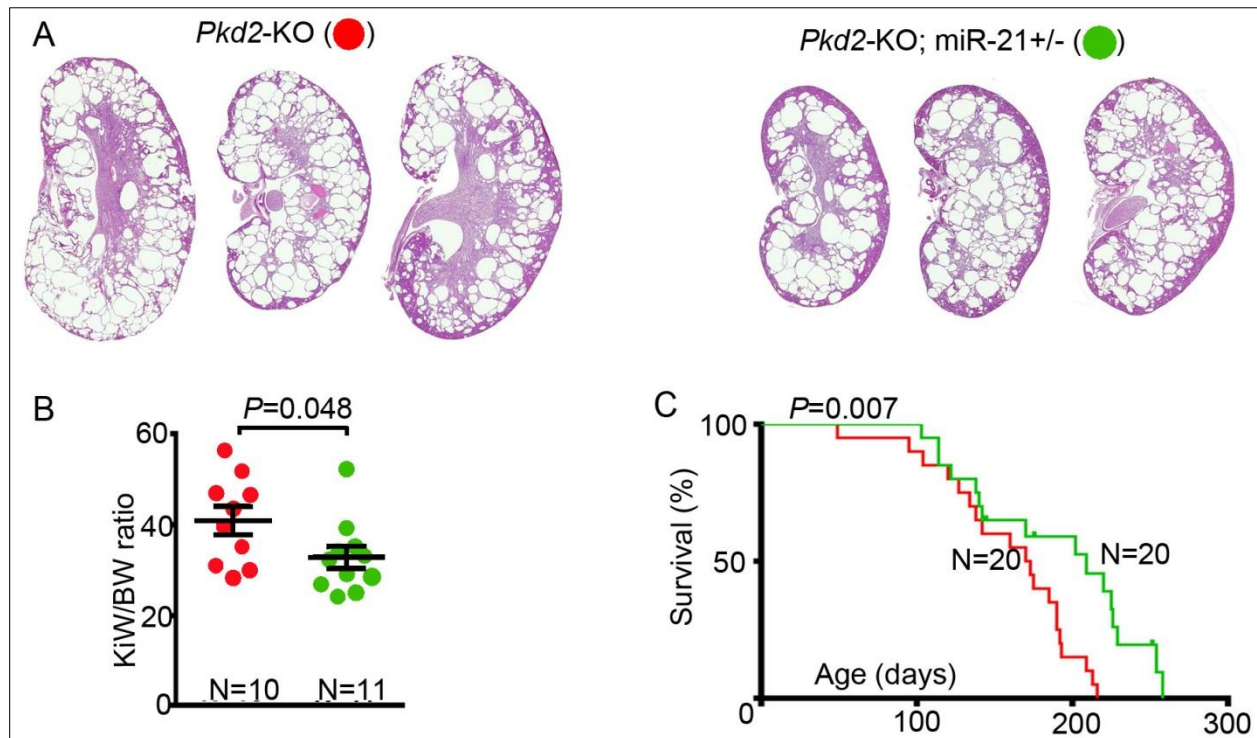 A
Pkd2-KO ( )
Pkd2-KO; miR-21+/- ( )
B
P=0.048
60
40
20
0
KiW/BW ratio
N=10
N=11
C
P=0.007
100
50
0
Survival (%)
N=20
N=20
Age (days)
100
200
300